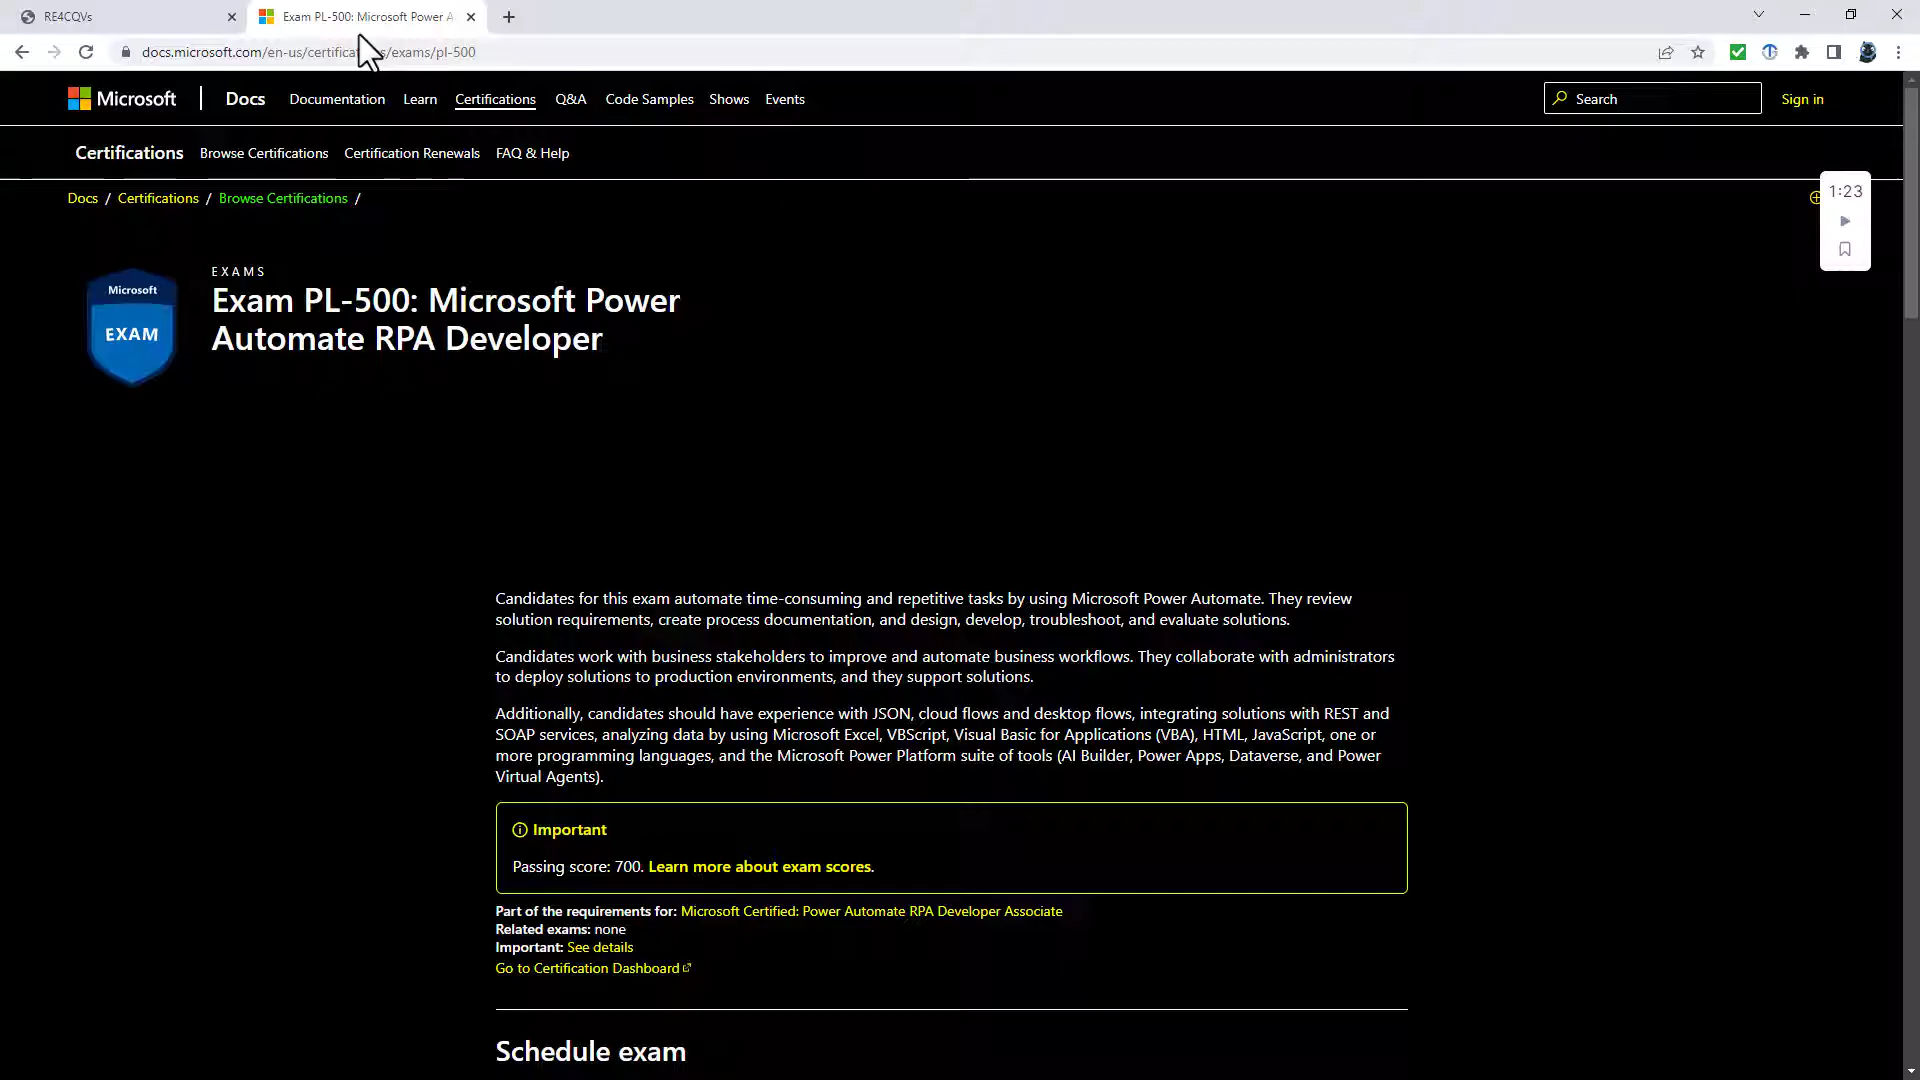 RE4CQVs
Exam PL-500: Microsoft Power A
docs.microsoft.com/en-us/certifica /exams/pl-500
Microsoft Docs Documentation Learn Certifications Q&A Code Samples Shows Events Search Sign in
Certifications Browse Certifications Certification Renewals FAQ & Help
Docs / Certifications / Browse Certifications /
1:23
EXAMS
Microsoft
EXAM
Exam PL-500: Microsoft Power
Automate RPA Developer
Candidates for this exam automate time-consuming and repetitive tasks by using Microsoft Power Automate. They review
solution requirements, create process documentation, and design, develop, troubleshoot, and evaluate solutions.
Candidates work with business stakeholders to improve and automate business workflows. They collaborate with administrators
to deploy solutions to production environments, and they support solutions.
Additionally, candidates should have experience with JSON, cloud flows and desktop flows, integrating solutions with REST and
SOAP services, analyzing data by using Microsoft Excel, VBScript, Visual Basic for Applications (VBA), HTML, JavaScript, one or
more programming languages, and the Microsoft Power Platform suite of tools (AI Builder, Power Apps, Dataverse, and Power
Virtual Agents).
Important
Passing score: 700. Learn more about exam scores.
Part of the requirements for: Microsoft Certified: Power Automate RPA Developer Associate
Related exams: none
Important: See details
Go to Certification Dashboard
Schedule exam